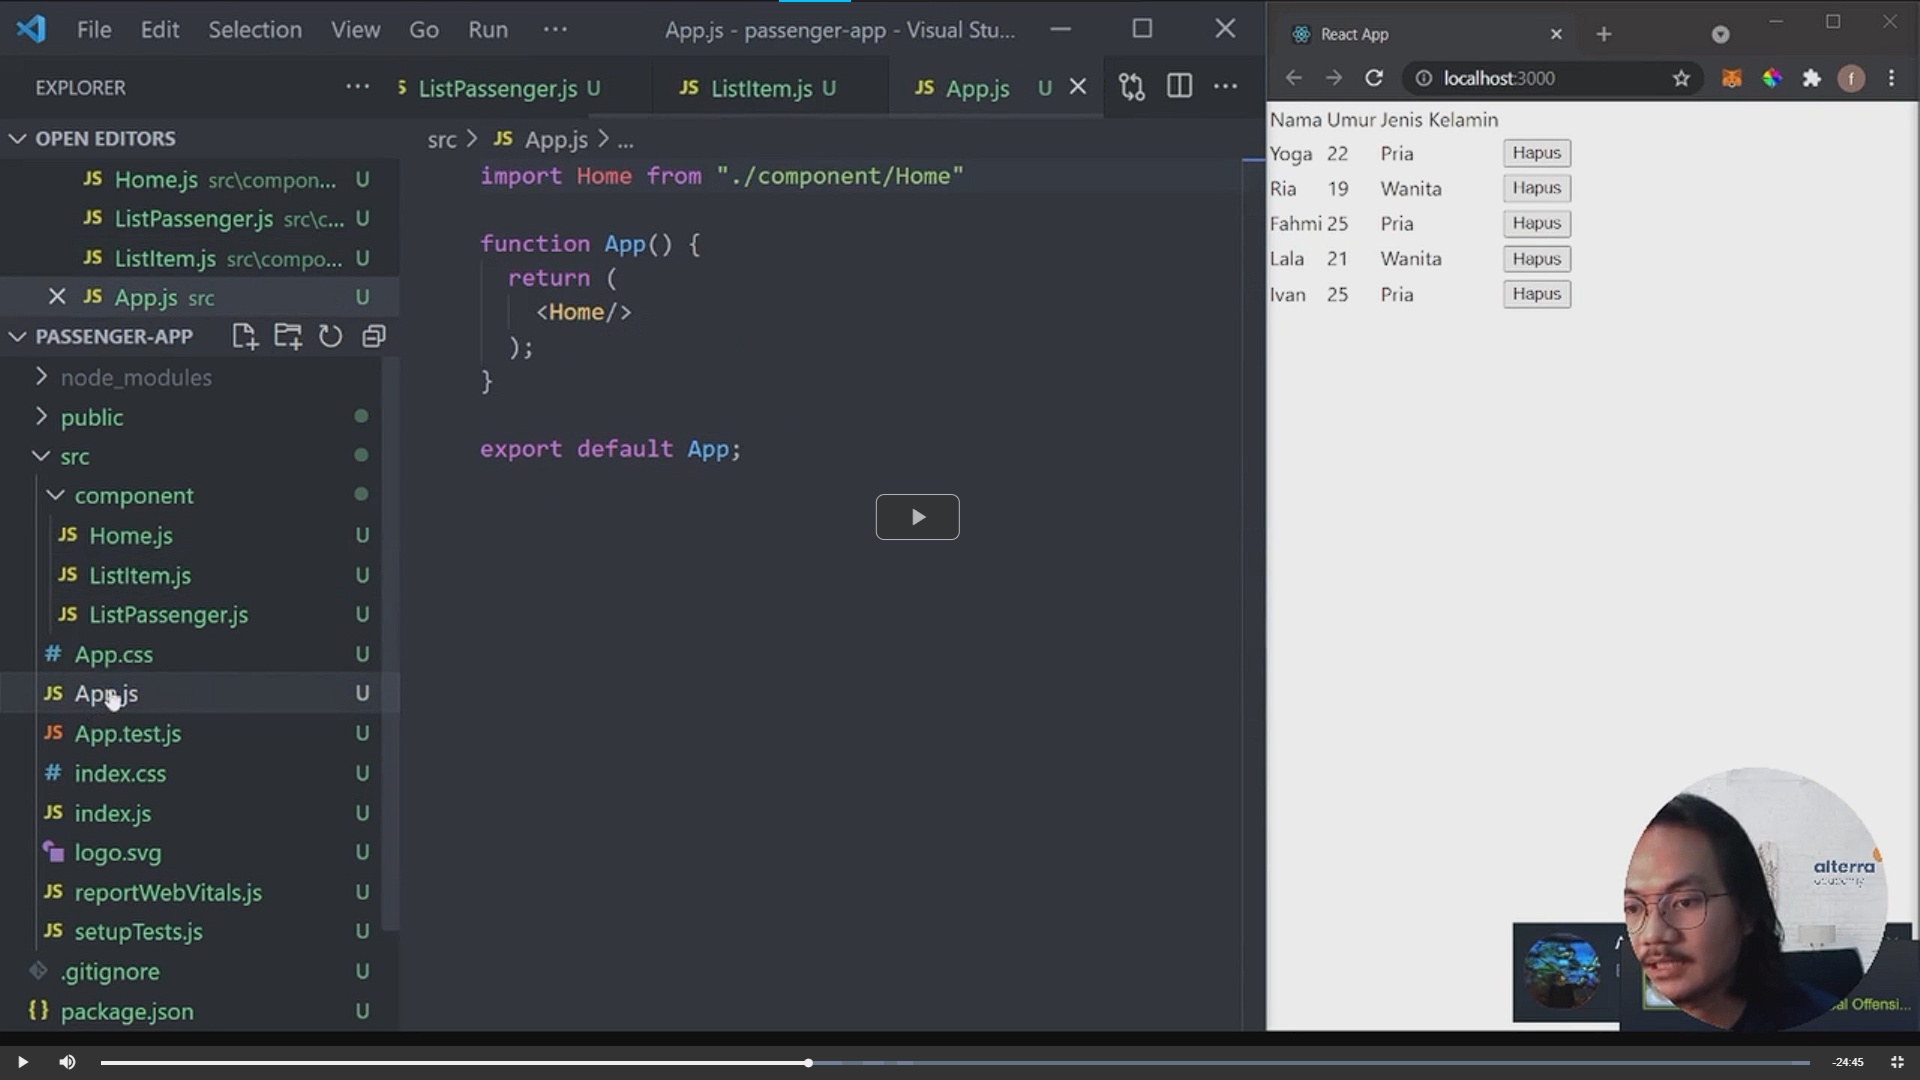 File Edit Selection View Go Run ··· App.js - passenger-app - Visual Stu...
EXPLORER ···
ListPassenger.js U JS ListItem.js U JS App.js U
OPEN EDITORS
JS Home.js src\compon... U
JS ListPassenger.js src\c... U
JS ListItem.js src\compo... U
JS App.js src U
PASSENGER-APP
node_modules
public
src
component
JS Home.js U
JS ListItem.js U
JS ListPassenger.js U
# App.css U
JS App.js U
JS App.test.js U
# index.css U
JS index.js U
logo.svg U
JS reportWebVitals.js U
JS setupTests.js U
.gitignore U
{} package.json U
src > JS App.js > ...
import Home from "./component/Home"
function App() {
return (
<Home/>
);
}
export default App;
React App
localhost:3000
f
Nama Umur Jenis Kelamin
Yoga 22 Pria Hapus
Ria 19 Wanita Hapus
Fahmi 25 Pria Hapus
Lala 21 Wanita Hapus
Ivan 25 Pria Hapus
alterra
academy
al Offensi...
-24:45